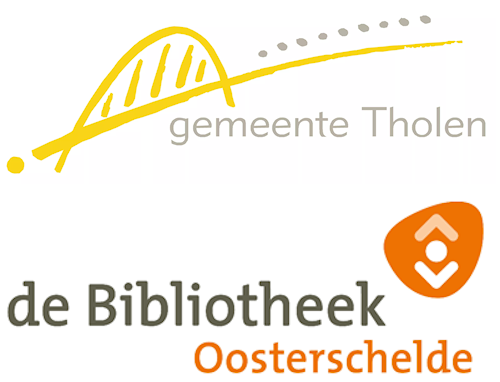 gemeente Tholen
de Bibliotheek
Oosterschelde